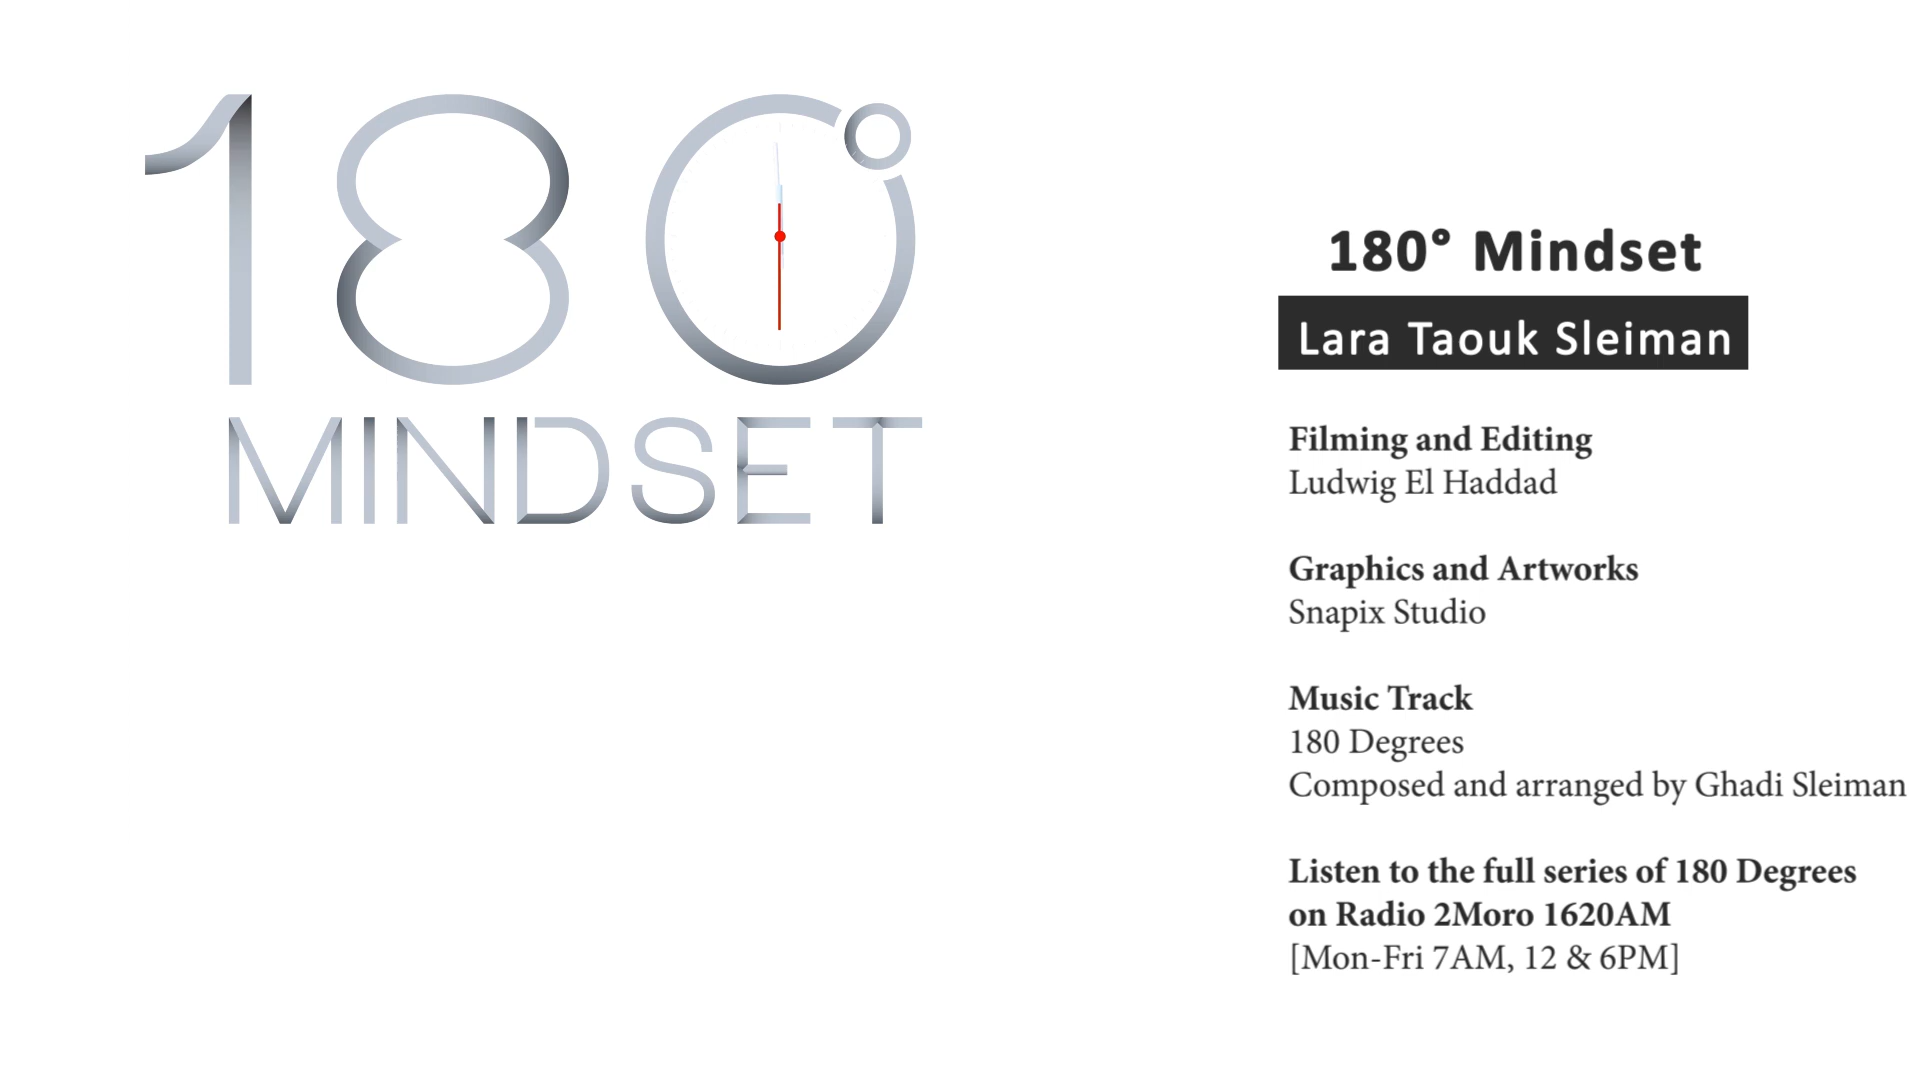 180°
MINDSET
180° Mindset
Lara Taouk Sleiman
Filming and Editing
Ludwig El Haddad
Graphics and Artworks
Snapix Studio
Music Track
180 Degrees
Composed and arranged by Ghadi Sleiman
Listen to the full series of 180 Degrees
on Radio 2Moro 1620AM
[Mon-Fri 7AM, 12 & 6PM]